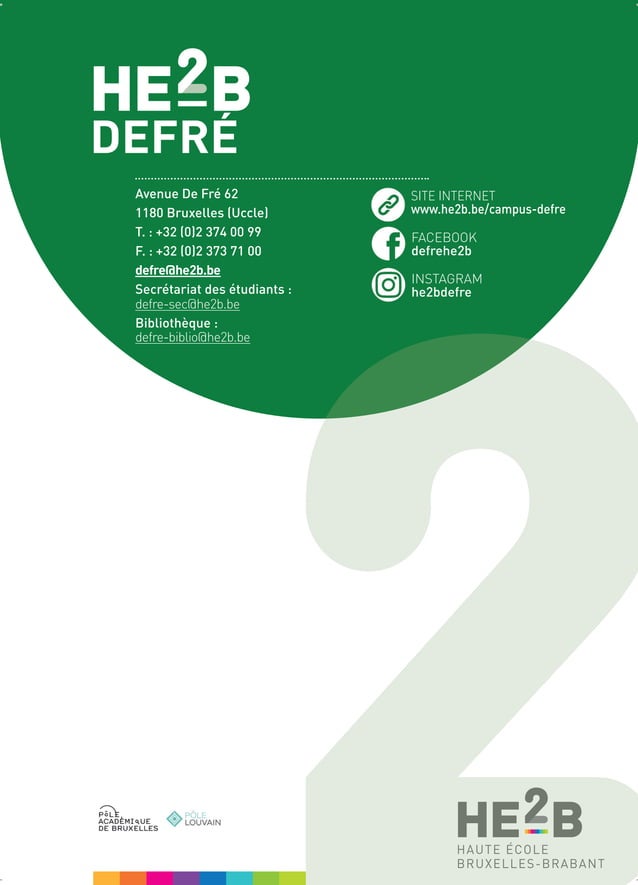 HE2B
DEFRÉ
Avenue De Fré 62
1180 Bruxelles (Uccle)
T. : +32 (0)2 374 00 99
F. : +32 (0)2 373 71 00
defre@he2b.be
Secrétariat des étudiants :
defre-sec@he2b.be
Bibliothèque :
defre-biblio@he2b.be
SITE INTERNET
www.he2b.be/campus-defre
FACEBOOK
defrehe2b
INSTAGRAM
he2bdefre
2
PôLE
ACADÉMIQUE
DE BRUXELLES
PÔLE
LOUVAIN
HE2B
HAUTE ÉCOLE
BRUXELLES-BRABANT